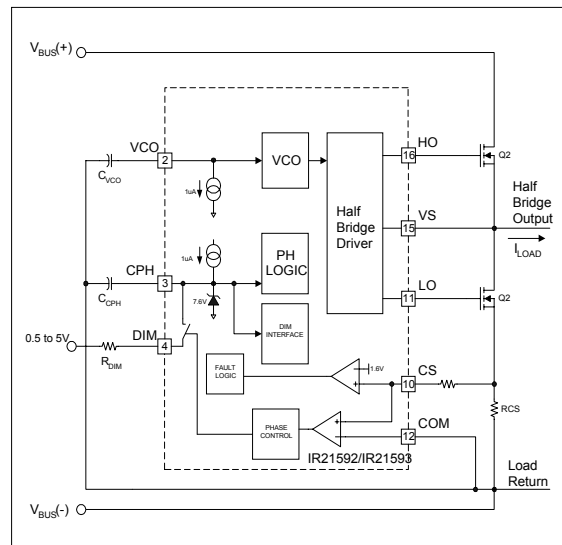 VBUS(+)
VCO
2
CVCO
1uA
VCO
16
HO
Q2
Half
Bridge
Driver
15
VS
Half
Bridge
Output
ILOAD
1uA
CPH
3
CCPH
7.6V
PH
LOGIC
11
LO
Q2
0.5 to 5V
RDIM
DIM
4
DIM
INTERFACE
FAULT
LOGIC
1.6V
10
CS
RCS
PHASE
CONTROL
12
COM
IR21592/IR21593
Load
Return
VBUS(-)